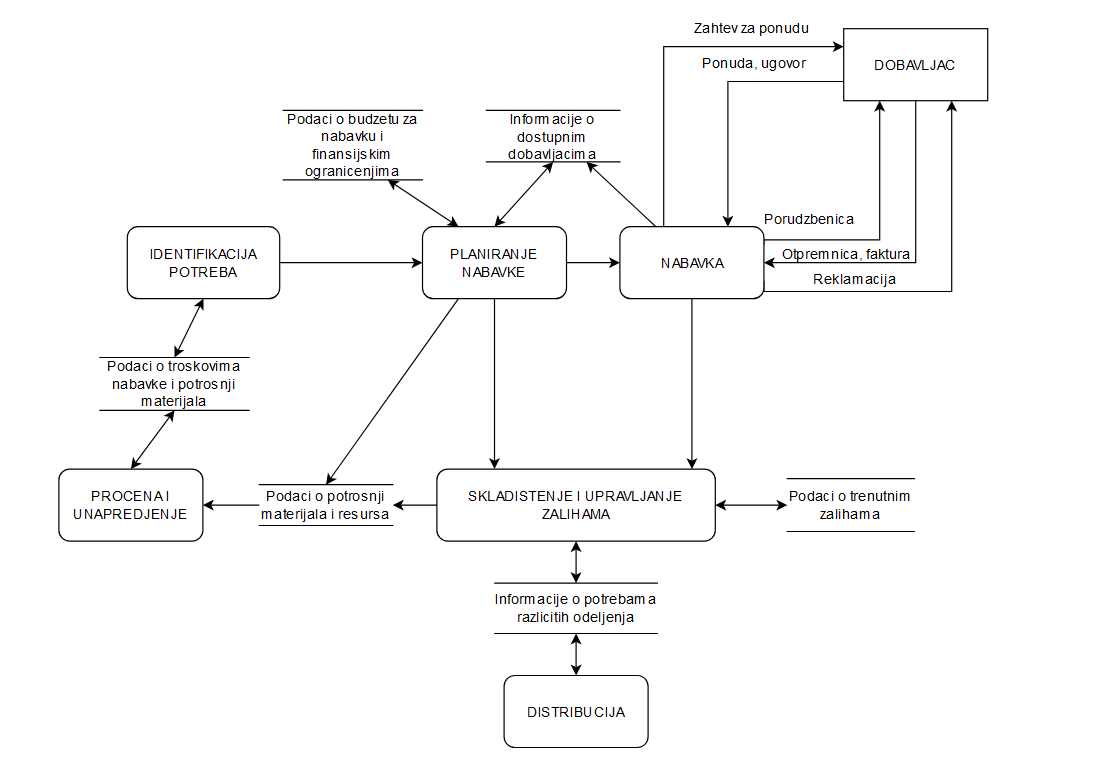 Zahtev za ponudu
DOBAVLJAC
Ponuda, ugovor
Podaci o budzetu za
nabavku i
finansijskim
ogranicenjima
Informacije o
dostupnim
dobavljacima
Porudzbenica
IDENTIFIKACIJA
POTREBA
PLANIRANJE
NABAVKE
NABAVKA
Otpremnica, faktura
Reklamacija
Podaci o troskovima
nabavke i potrosnji
materijala
PROCENA I
UNAPREDJENJE
Podaci o potrosnji
materijala i resursa
SKLADISTENJE I UPRAVLJANJE
ZALIHAMA
Podaci o trenutnim
zalihama
Informacije o potrebama
razlicitih odeljenja
DISTRIBUCIJA